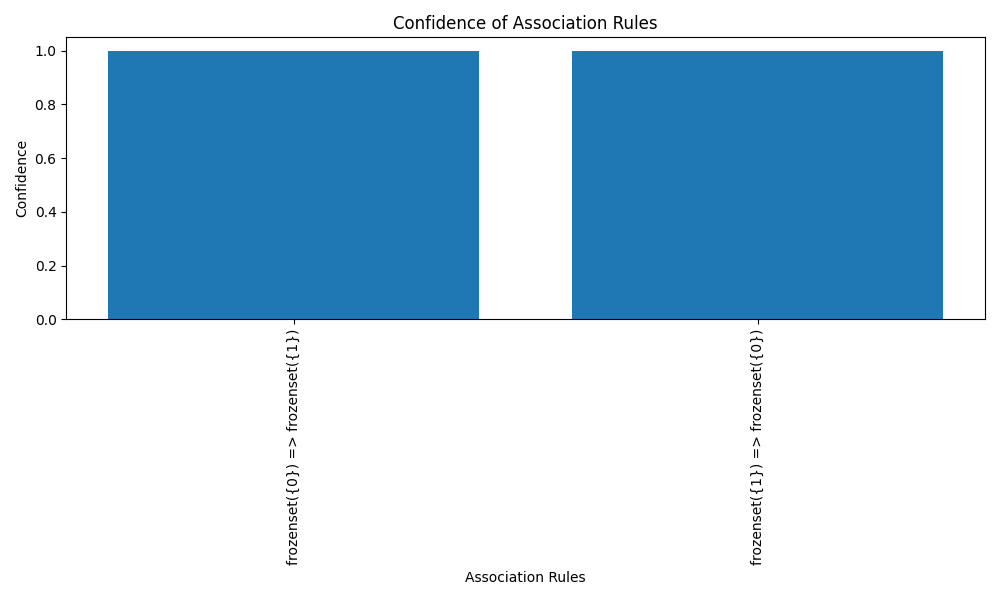 Confidence of Association Rules
Confidence
1.0
0.8
0.6
0.4
0.2
0.0
frozenset({0}) => frozenset({1})
frozenset({1}) => frozenset({0})
Association Rules